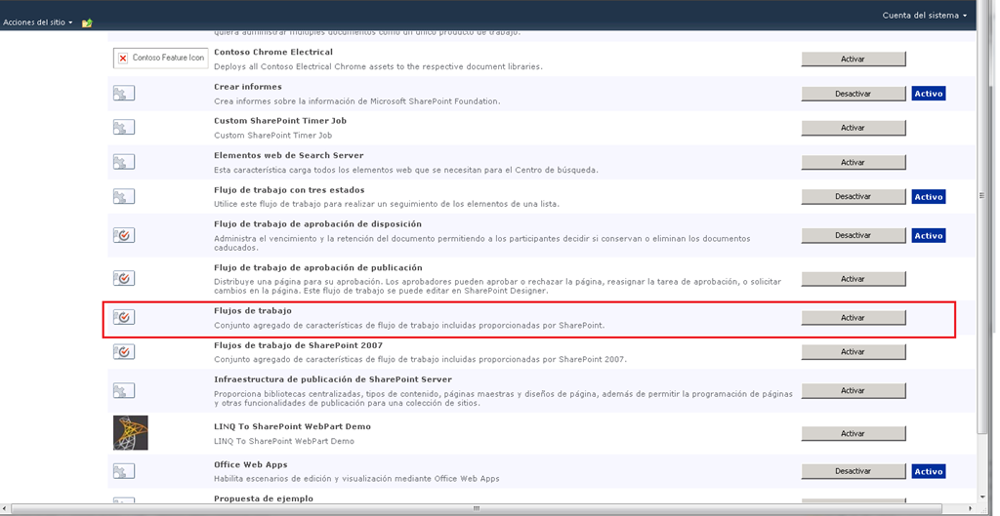 Acciones del sitio
Cuenta del sistema
quiera administrar múltiples documentos como un único producto de trabajo.
Contoso Feature Icon
Contoso Chrome Electrical
Deploys all Contoso Electrical Chrome assets to the respective document libraries.
Activar
Crear informes
Crea informes sobre la información de Microsoft SharePoint Foundation.
Desactivar
Activo
Custom SharePoint Timer Job
Custom SharePoint Timer Job
Activar
Elementos web de Search Server
Esta característica carga todos los elementos web que se necesitan para el Centro de búsqueda.
Activar
Flujo de trabajo con tres estados
Utilice este flujo de trabajo para realizar un seguimiento de los elementos de una lista.
Desactivar
Activo
Flujo de trabajo de aprobación de disposición
Administra el vencimiento y la retención del documento permitiendo a los participantes decidir si conservan o eliminan los documentos
caducados.
Desactivar
Activo
Flujo de trabajo de aprobación de publicación
Distribuye una página para su aprobación. Los aprobadores pueden aprobar o rechazar la página, reasignar la tarea de aprobación, o solicitar
cambios en la página. Este flujo de trabajo se puede editar en SharePoint Designer.
Activar
Flujos de trabajo
Conjunto agregado de características de flujo de trabajo incluidas proporcionadas por SharePoint.
Activar
Flujos de trabajo de SharePoint 2007
Conjunto agregado de características de flujo de trabajo incluidas proporcionadas por SharePoint 2007.
Activar
Infraestructura de publicación de SharePoint Server
Proporciona bibliotecas centralizadas, tipos de contenido, páginas maestras y diseños de página, además de permitir la programación de páginas
y otras funcionalidades de publicación para una colección de sitios.
Activar
LINQ To SharePoint WebPart Demo
LINQ To SharePoint WebPart Demo
Activar
Office Web Apps
Habilita escenarios de edición y visualización mediante Office Web Apps
Desactivar
Activo
Propuesta de ejemplo